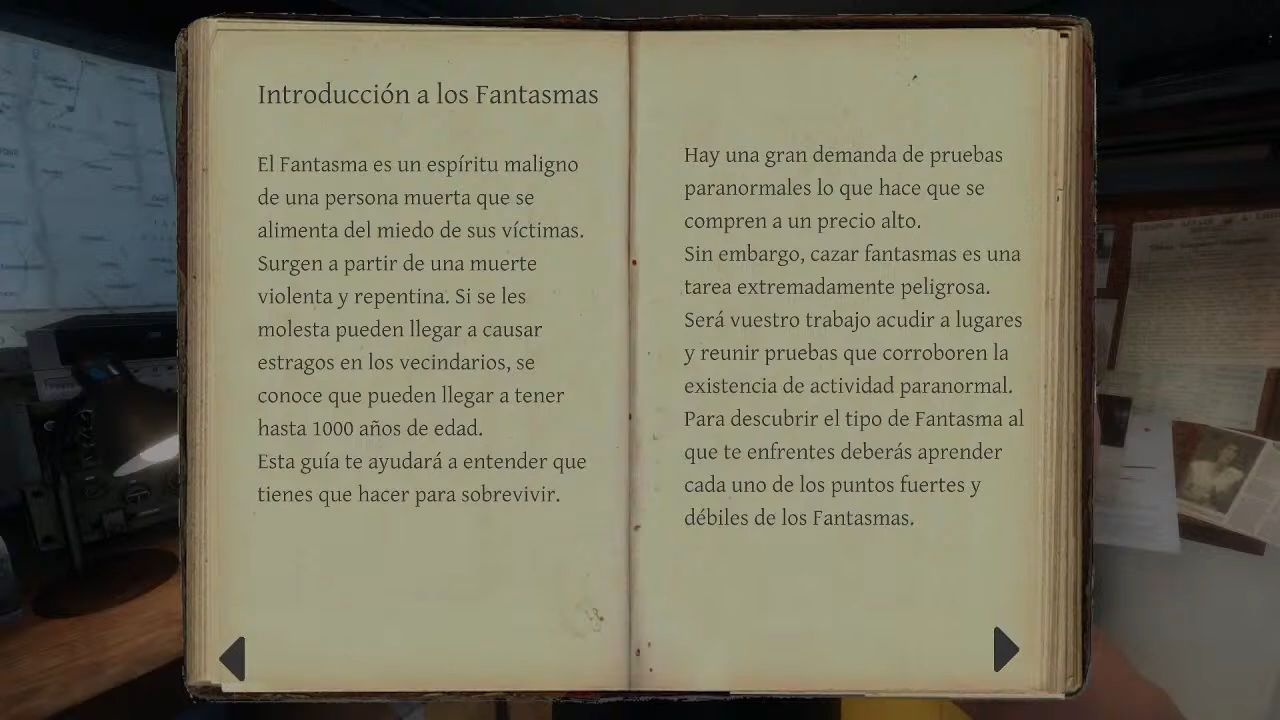 Introducción a los Fantasmas
El Fantasma es un espíritu maligno
de una persona muerta que se
alimenta del miedo de sus víctimas.
Surgen a partir de una muerte
violenta y repentina. Si se les
molesta pueden llegar a causar
estragos en los vecindarios, se
conoce que pueden llegar a tener
hasta 1000 años de edad.
Esta guía te ayudará a entender que
tienes que hacer para sobrevivir.
Hay una gran demanda de pruebas
paranormales lo que hace que se
compren a un precio alto.
Sin embargo, cazar fantasmas es una
tarea extremadamente peligrosa.
Será vuestro trabajo acudir a lugares
y reunir pruebas que corroboren la
existencia de actividad paranormal.
Para descubrir el tipo de Fantasma al
que te enfrentes deberás aprender
cada uno de los puntos fuertes y
débiles de los Fantasmas.